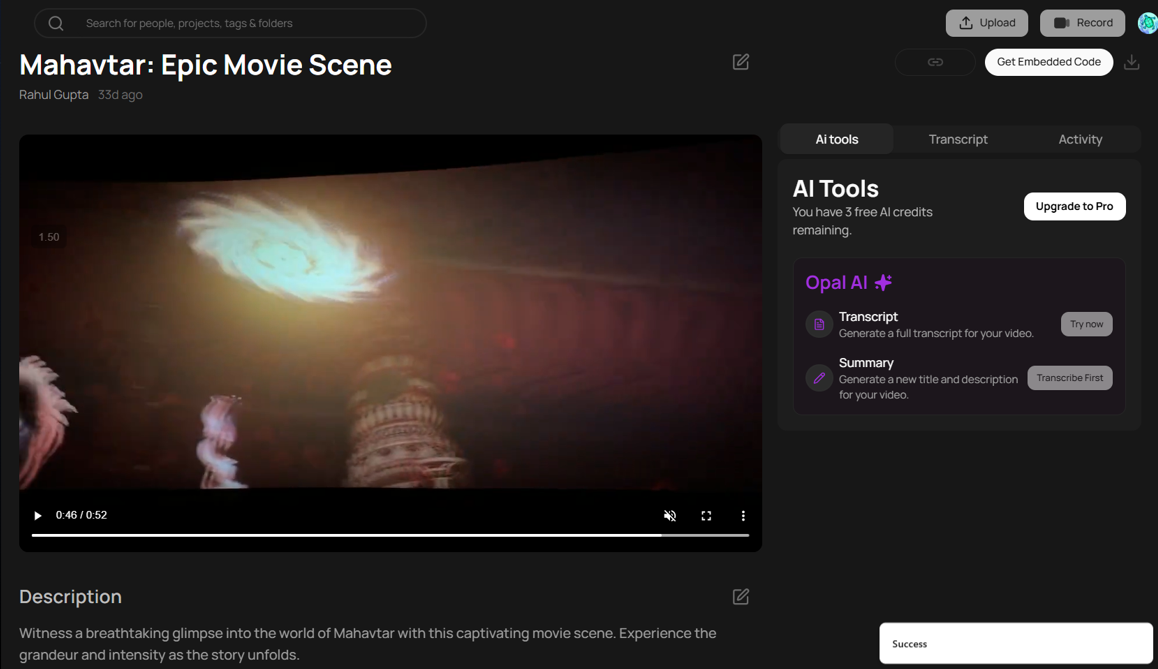 Search for people, projects, tags & folders
Upload
Record
Mahavtar: Epic Movie Scene
Get Embedded Code
Rahul Gupta 33d ago
Ai tools
Transcript
Activity
AI Tools
You have 3 free AI credits
remaining.
Upgrade to Pro
1.50
Opal AI
Transcript
Generate a full transcript for your video.
Try now
Summary
Generate a new title and description
for your video.
Transcribe First
0:46 / 0:52
Description
Witness a breathtaking glimpse into the world of Mahavtar with this captivating movie scene. Experience the
grandeur and intensity as the story unfolds.
Success